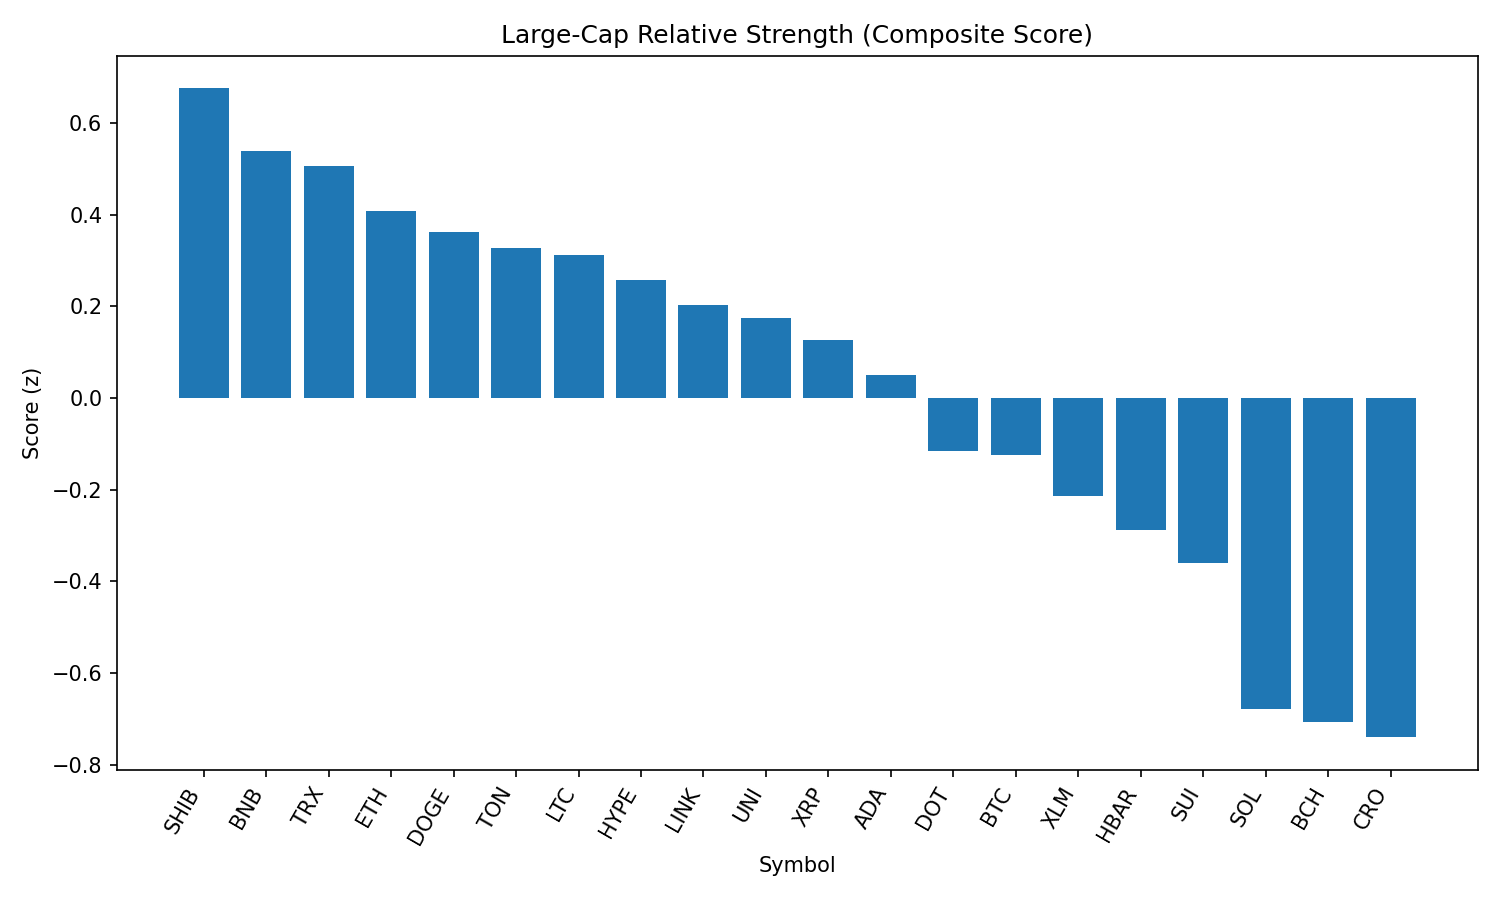 Large-Cap Relative Strength (Composite Score)
Score (z)
0.6
0.4
0.2
0.0
−0.2
−0.4
−0.6
−0.8
SHIB BNB TRX ETH DOGE TON LTC HYPE LINK UNI XRP ADA DOT BTC XLM HBAR SUI SOL BCH CRO
Symbol